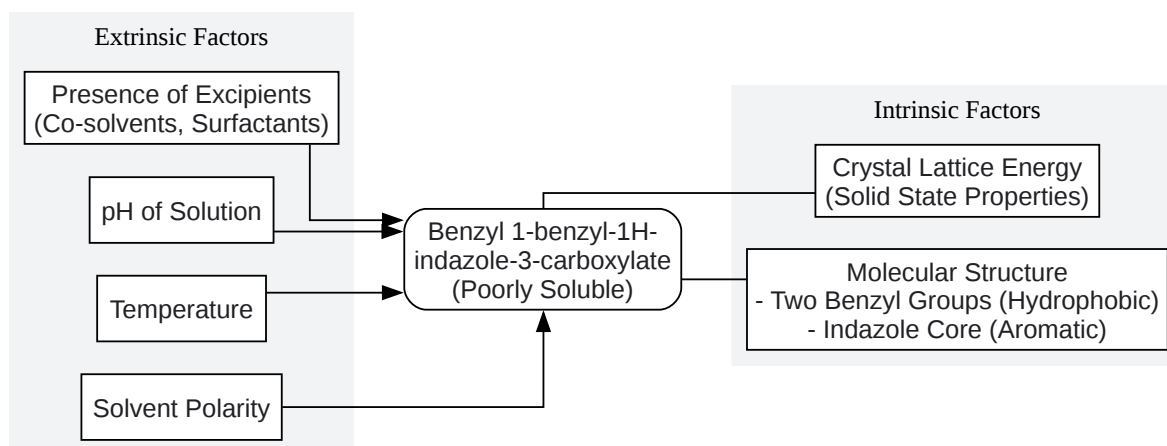 Extrinsic Factors
Presence of Excipients
(Co-solvents, Surfactants)
pH of Solution
Temperature
Solvent Polarity
Benzyl 1-benzyl-1H-
indazole-3-carboxylate
(Poorly Soluble)
Intrinsic Factors
Crystal Lattice Energy
(Solid State Properties)
Molecular Structure
- Two Benzyl Groups (Hydrophobic)
- Indazole Core (Aromatic)